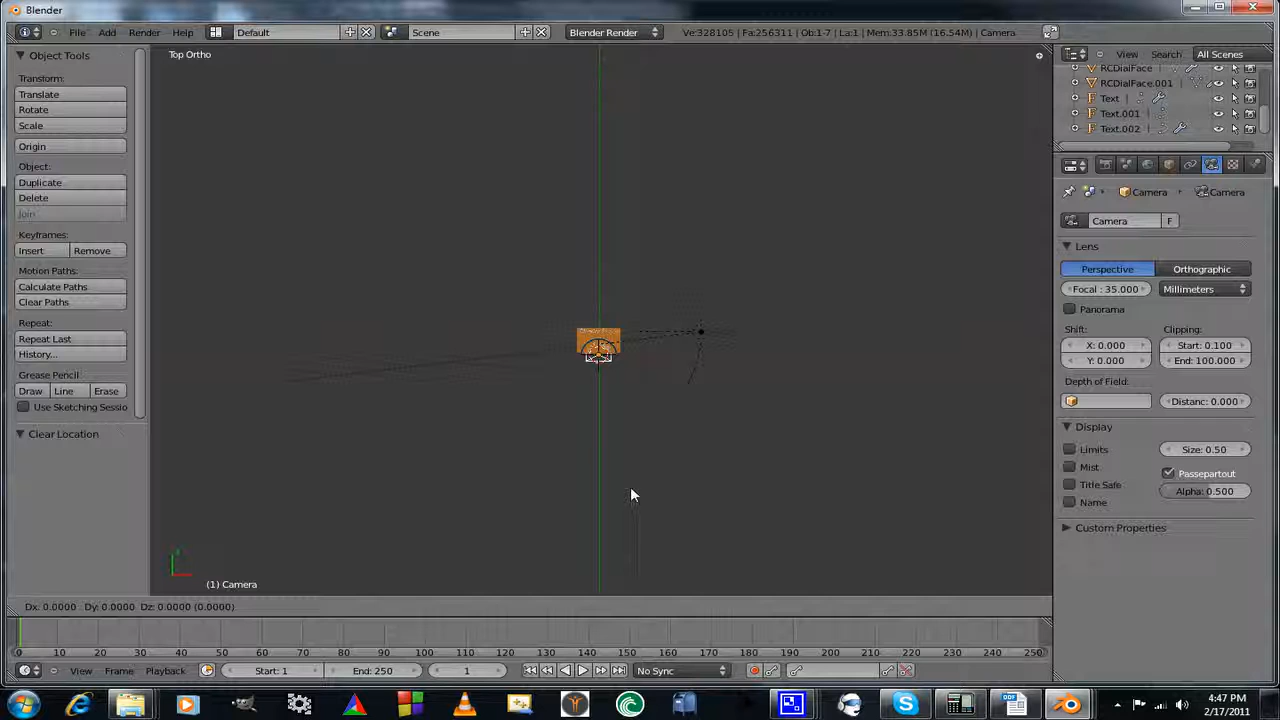 Blender
File Add Render Help Default Scene Blender Render Ve:328105 | Fa:256311 | Ob:1-7 | La:1 | Mem:33.85M (16.54M) | Camera
Object Tools
Transform:
Translate
Rotate
Scale
Origin
Object:
Duplicate
Delete
Join
Keyframes:
Insert Remove
Motion Paths:
Calculate Paths
Clear Paths
Repeat:
Repeat Last
History...
Grease Pencil:
Draw Line Erase
Use Sketching Sessio
Clear Location
Top Ortho
(1) Camera
View Search All Scenes
RCDialFace
RCDialFace.001
Text
Text.001
Text.002
Camera Camera
Camera F
Lens
Perspective Orthographic
Focal : 35.000 Millimeters
Panorama
Shift: Clipping:
X: 0.000 Start: 0.100
Y: 0.000 End: 100.000
Depth of Field:
Distanc: 0.000
Display
Limits Size: 0.50
Mist Passepartout
Title Safe Alpha: 0.500
Name
Custom Properties
Dx: 0.0000 Dy: 0.0000 Dz: 0.0000 (0.0000)
0 10 20 30 40 50 60 70 80 90 100 110 120 130 140 150 160 170 180 190 200 210 220 230 240 250
View Frame Playback Start: 1 End: 250 1 No Sync
4:47 PM
2/17/2011